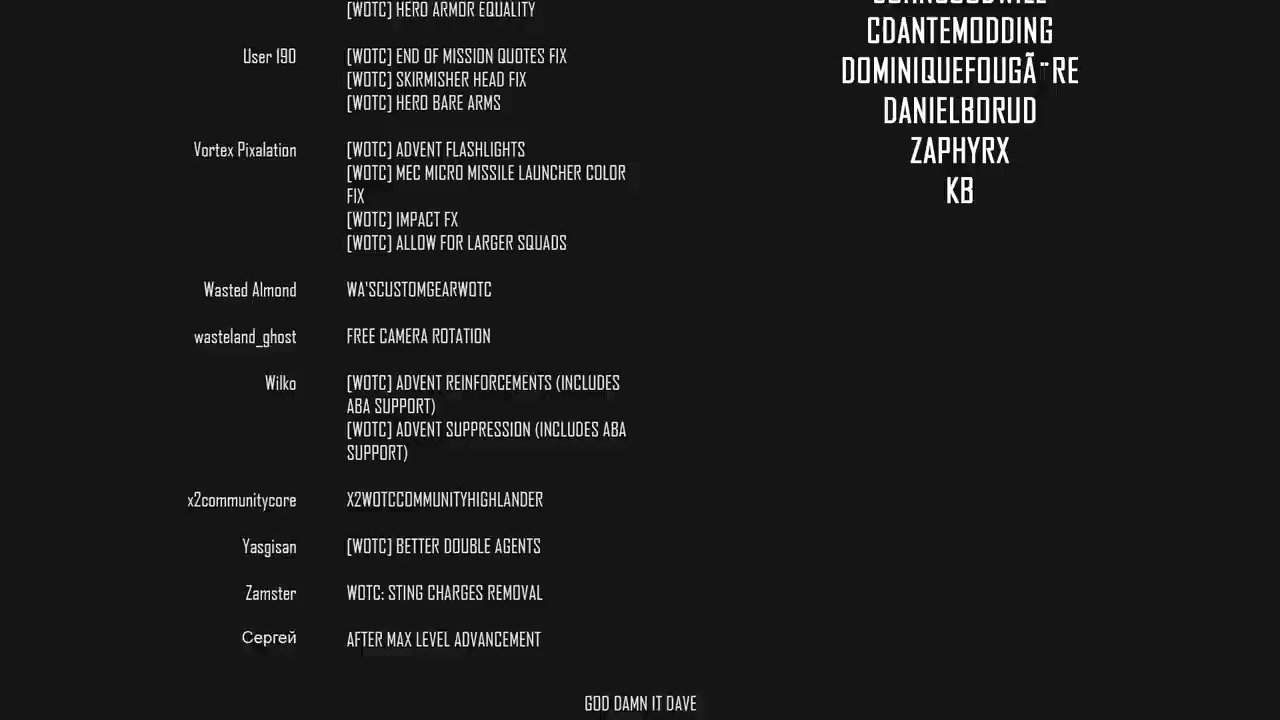 [WOTC] HERO ARMOR EQUALITY
User 190 [WOTC] END OF MISSION QUOTES FIX
[WOTC] SKIRMISHER HEAD FIX
[WOTC] HERO BARE ARMS
Vortex Pixalation [WOTC] ADVENT FLASHLIGHTS
[WOTC] MEC MICRO MISSILE LAUNCHER COLOR
FIX
[WOTC] IMPACT FX
[WOTC] ALLOW FOR LARGER SQUADS
Wasted Almond WA'SCUSTOMGEARWOTC
wasteland_ghost FREE CAMERA ROTATION
Wilko [WOTC] ADVENT REINFORCEMENTS (INCLUDES
ABA SUPPORT)
[WOTC] ADVENT SUPPRESSION (INCLUDES ABA
SUPPORT)
x2communitycore X2WOTCCOMMUNITYHIGHLANDER
Yasgisan [WOTC] BETTER DOUBLE AGENTS
Zamster WOTC: STING CHARGES REMOVAL
Сергей AFTER MAX LEVEL ADVANCEMENT
CDANTEMODDING
DOMINIQUEFOUGÃ¨RE
DANIELBORUD
ZAPHYRX
KB
GOD DAMN IT DAVE